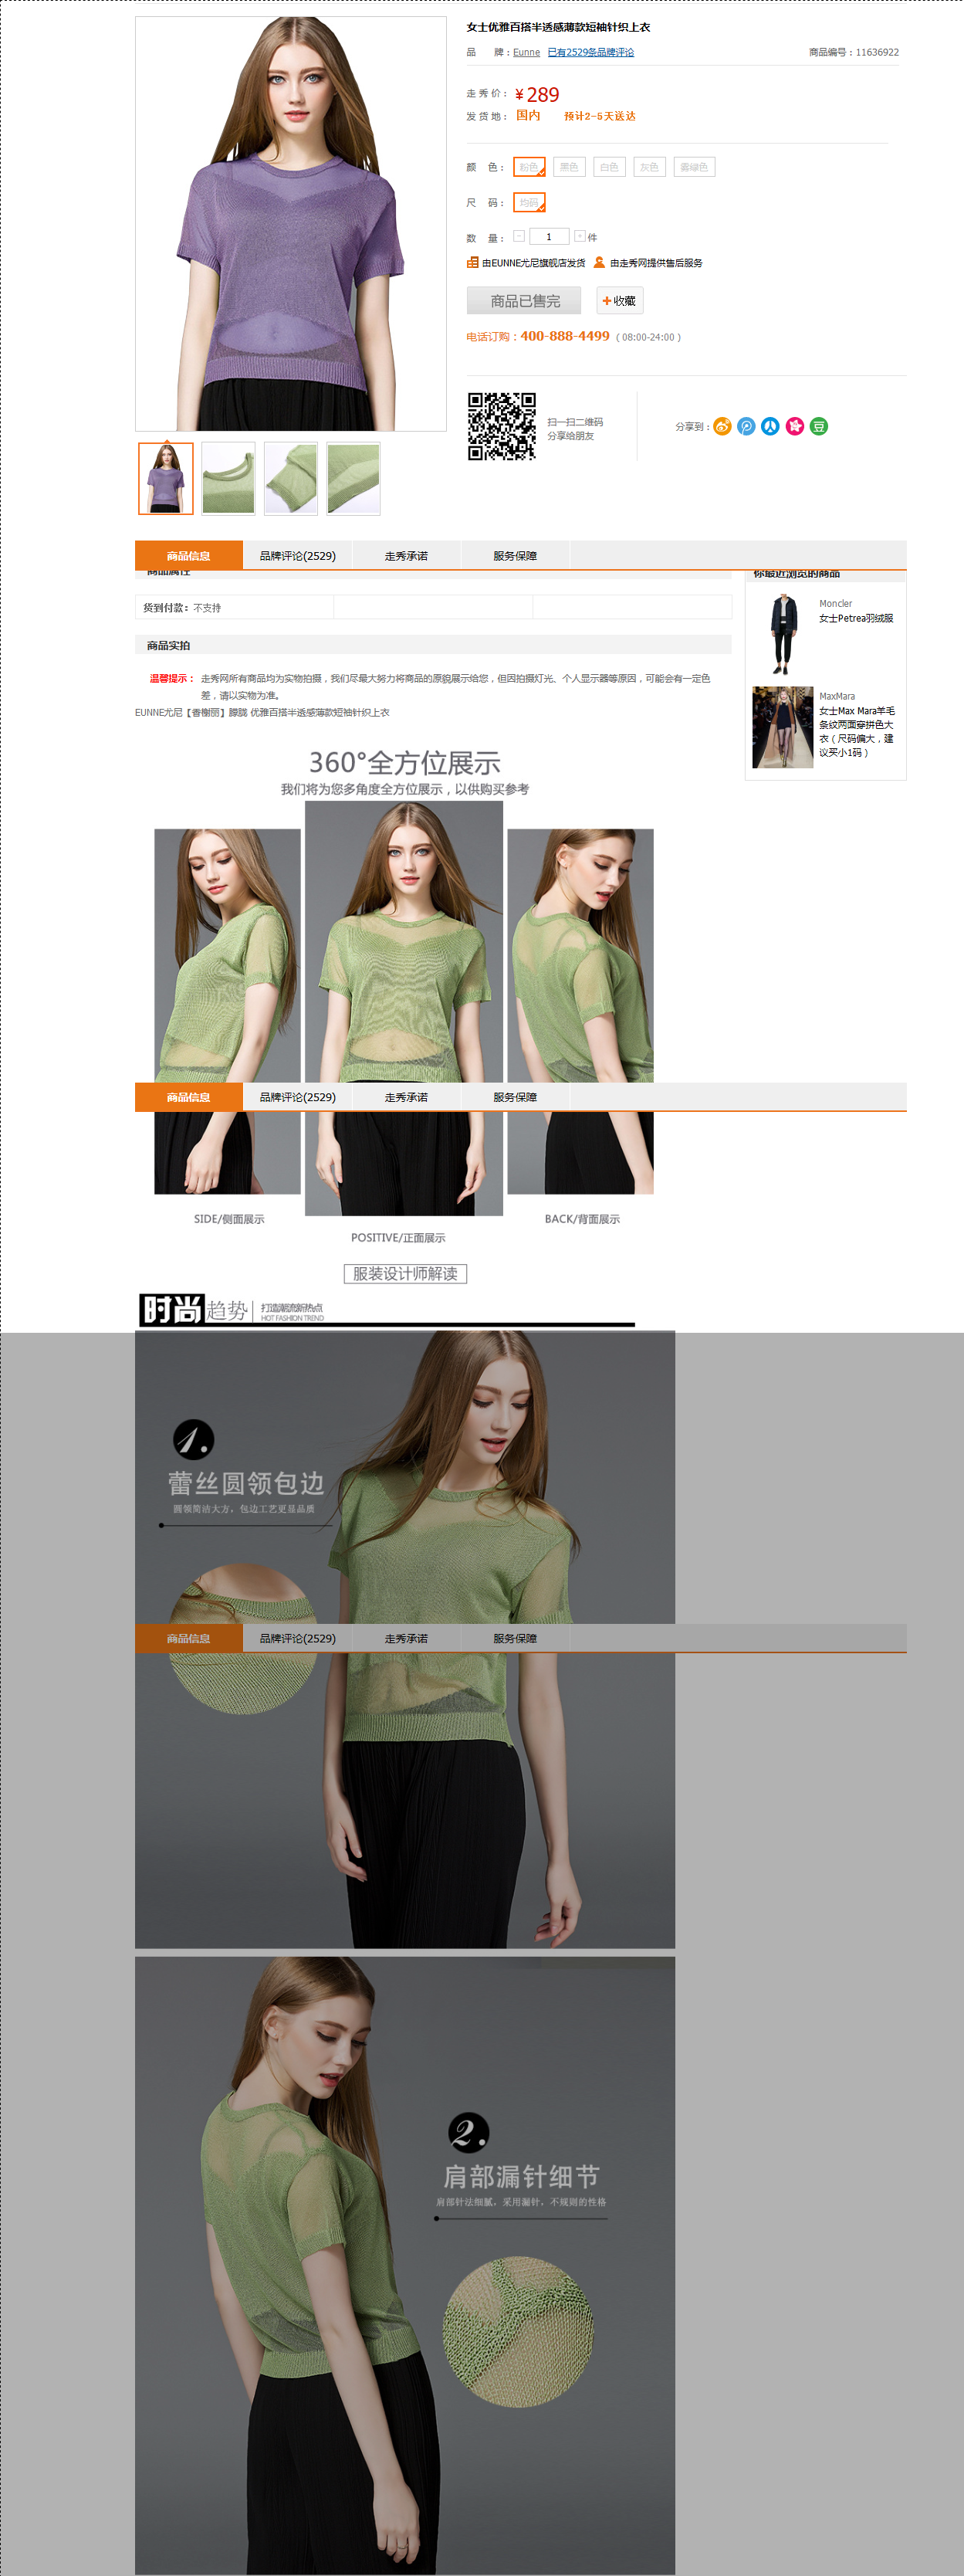 女士优雅百搭半透感薄款短袖针织上衣
品 牌：Eunne 已有2529条品牌评论 商品编号：11636922
走 秀 价： ¥289
发 货 地： 国内 预计2-5天送达
颜 色： 粉色 黑色 白色 灰色 雾绿色
尺 码： 均码
数 量： - 1 + 件
由EUNNE尤尼旗舰店发货 由走秀网提供售后服务
商品已售完 +收藏
电话订购：400-888-4499 ( 08:00-24:00 )
扫一扫二维码
分享给朋友
分享到：
豆
商品信息 品牌评论(2529) 走秀承诺 服务保障
商品属性
你最近浏览的商品
货到付款：不支持
Moncler
女士Petrea羽绒服
商品实拍
温馨提示： 走秀网所有商品均为实物拍摄，我们尽最大努力将商品的原貌展示给您，但因拍摄灯光、个人显示器等原因，可能会有一定色
差，请以实物为准。
EUNNE尤尼【香榭丽】朦胧 优雅百搭半透感薄款短袖针织上衣
MaxMara
女士Max Mara羊毛
条纹两面穿拼色大
衣（尺码偏大，建
议买小1码）
360°全方位展示
我们将为您多角度全方位展示，以供购买参考
商品信息 品牌评论(2529) 走秀承诺 服务保障
SIDE/侧面展示
BACK/背面展示
POSITIVE/正面展示
服装设计师解读
时尚趋势 打造潮流新热点
HOT FASHION TREND
1.
蕾丝圆领包边
圆领简洁大方，包边工艺更显品质
商品信息 品牌评论(2529) 走秀承诺 服务保障
2.
肩部漏针细节
肩部针法细腻，采用漏针，不规则的性格